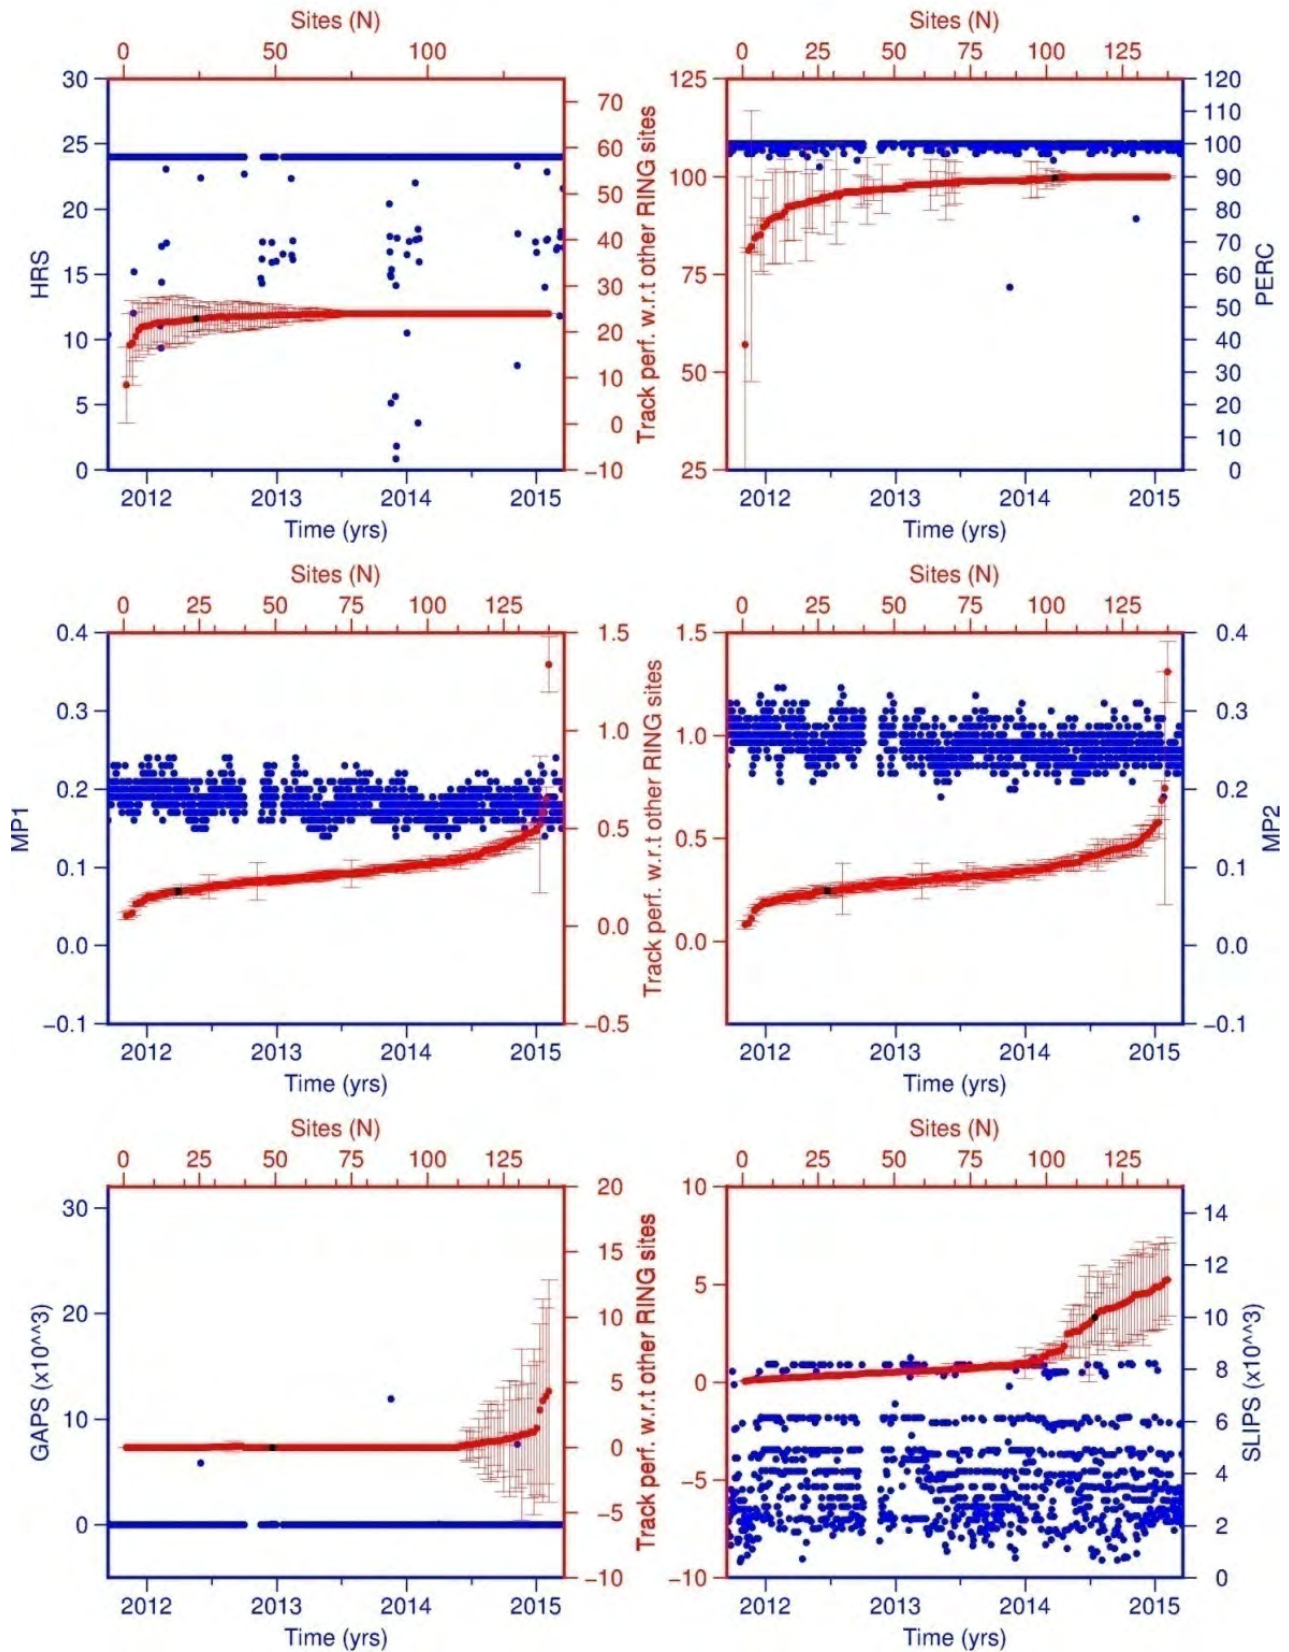 Sites (N)
0 50 100
30 25 20 15 10 5 0
HRS
70 60 50 40 30 20 10 0 −10
Track perf. w.r.t other RING sites
2012 2013 2014 2015
Time (yrs)
Sites (N)
0 25 50 75 100 125
125 100 75 50 25
120 110 100 90 80 70 60 50 40 30 20 10 0
PERC
2012 2013 2014 2015
Time (yrs)
Sites (N)
0 25 50 75 100 125
0.4 0.3 0.2 0.1 0.0 −0.1
MP1
1.5 1.0 0.5 0.0 −0.5
Track perf. w.r.t other RING sites
2012 2013 2014 2015
Time (yrs)
Sites (N)
0 25 50 75 100 125
1.5 1.0 0.5 0.0
0.4 0.3 0.2 0.1 0.0 −0.1
MP2
2012 2013 2014 2015
Time (yrs)
Sites (N)
0 25 50 75 100 125
30 20 10 0
GAPS (x10^^3)
20 15 10 5 0 −5 −10
Track perf. w.r.t other RING sites
2012 2013 2014 2015
Time (yrs)
Sites (N)
0 25 50 75 100 125
10 5 0 −5 −10
14 12 10 8 6 4 2 0
SLIPS (x10^^3)
2012 2013 2014 2015
Time (yrs)